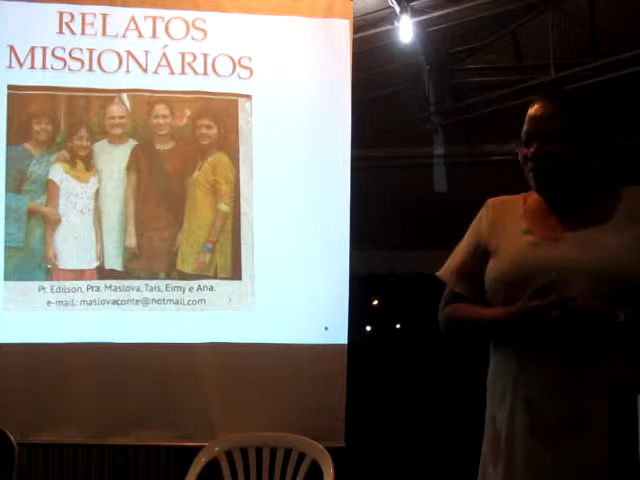 RELATOS
MISSIONÁRIOS
Pr. Edilson, Pra. Maslova, Taís, Eimy e Ana.
e-mail: maslovaconte@hotmail.com